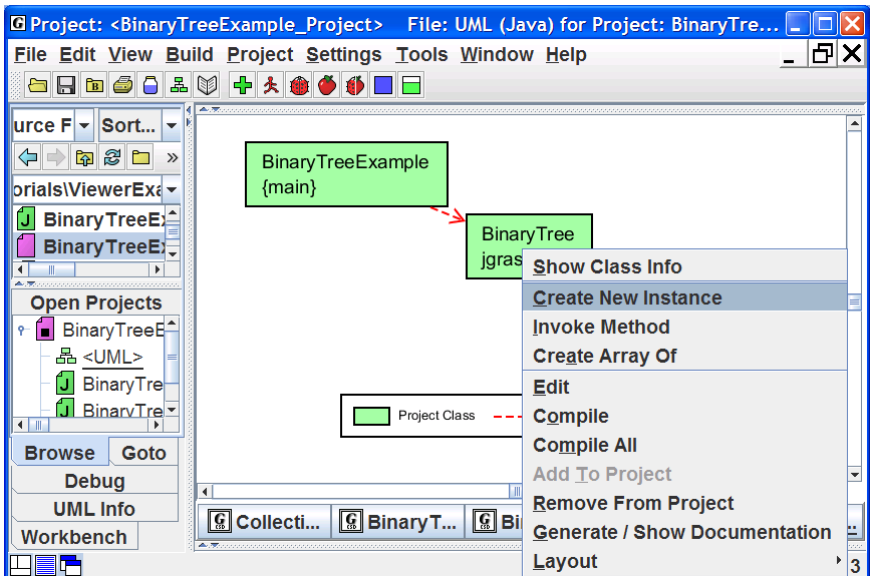 Project: <BinaryTreeExample_Project> File: UML (Java) for Project: BinaryTre...
File Edit View Build Project Settings Tools Window Help
urce F Sort...
orials\ViewerExa
BinaryTreeEx
BinaryTreeEx
Open Projects
BinaryTreeE
<UML>
BinaryTre
BinaryTre
Browse Goto
Debug
UML Info
Workbench
BinaryTreeExample
{main}
BinaryTree
jgras
Project Class
Collecti... BinaryT... Bi
Show Class Info
Create New Instance
Invoke Method
Create Array Of
Edit
Compile
Compile All
Add To Project
Remove From Project
Generate / Show Documentation
Layout
3